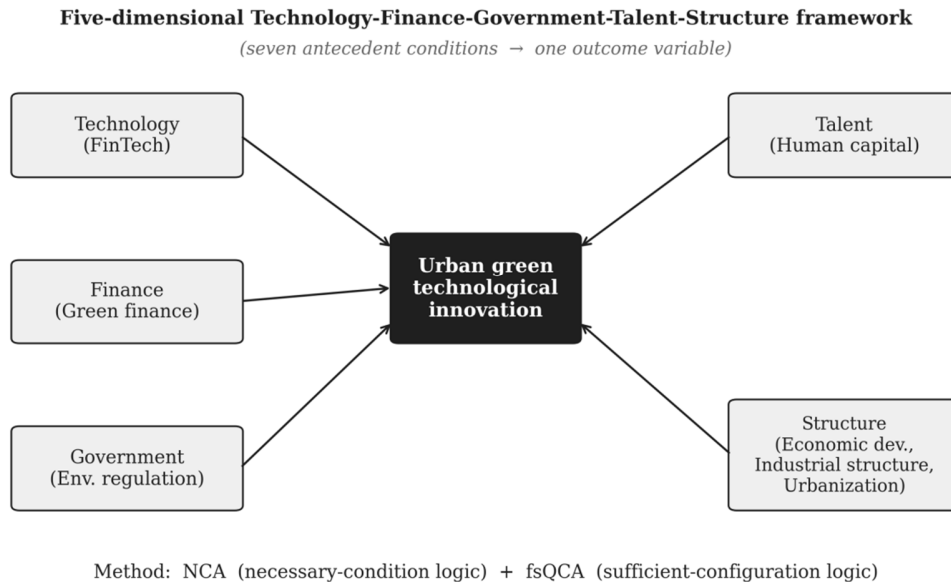 Five-dimensional Technology-Finance-Government-Talent-Structure framework
(seven antecedent conditions → one outcome variable)
Technology
(FinTech)
Talent
(Human capital)
Urban green
technological
innovation
Finance
(Green finance)
Government
(Env. regulation)
Structure
(Economic dev.,
Industrial structure,
Urbanization)
Method: NCA (necessary-condition logic) + fsQCA (sufficient-configuration logic)